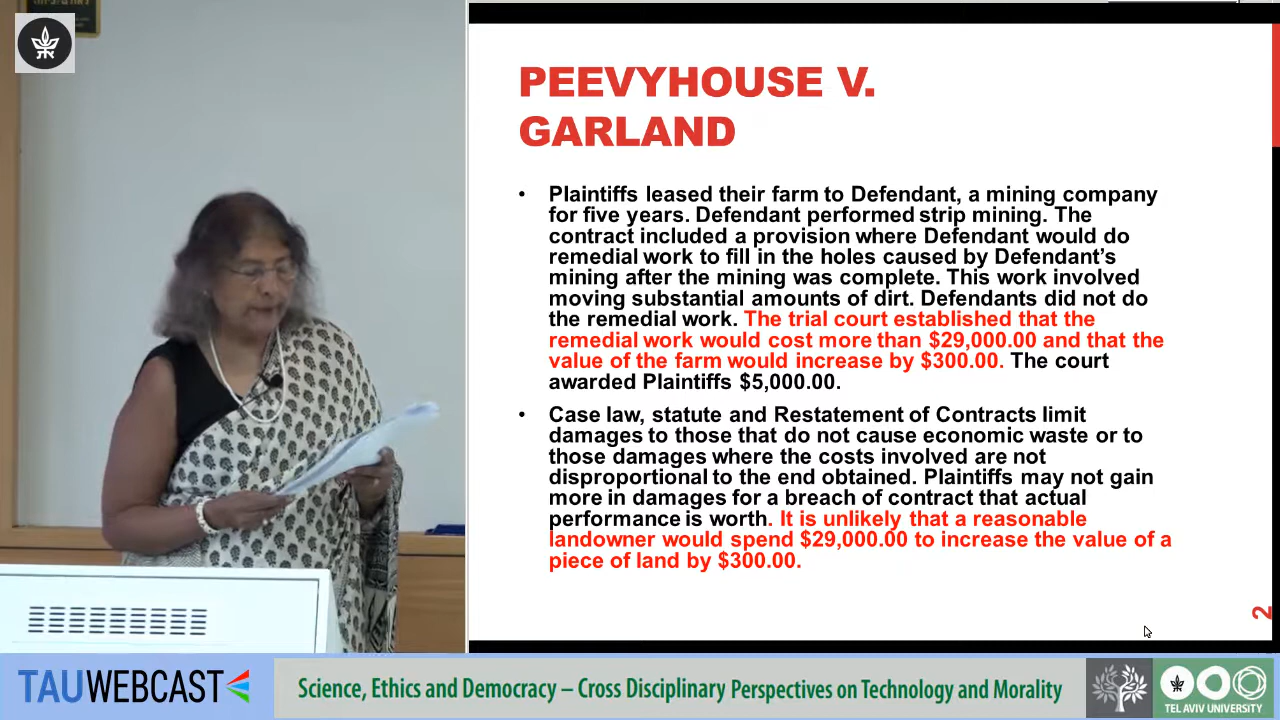 PEEVYHOUSE V.
GARLAND
• Plaintiffs leased their farm to Defendant, a mining company
for five years. Defendant performed strip mining. The
contract included a provision where Defendant would do
remedial work to fill in the holes caused by Defendant's
mining after the mining was complete. This work involved
moving substantial amounts of dirt. Defendants did not do
the remedial work. The trial court established that the
remedial work would cost more than $29,000.00 and that the
value of the farm would increase by $300.00. The court
awarded Plaintiffs $5,000.00.
• Case law, statute and Restatement of Contracts limit
damages to those that do not cause economic waste or to
those damages where the costs involved are not
disproportional to the end obtained. Plaintiffs may not gain
more in damages for a breach of contract that actual
performance is worth. It is unlikely that a reasonable
landowner would spend $29,000.00 to increase the value of a
piece of land by $300.00.
2
TAUWEBCAST
Science, Ethics and Democracy – Cross Disciplinary Perspectives on Technology and Morality
TEL AVIV UNIVERSITY